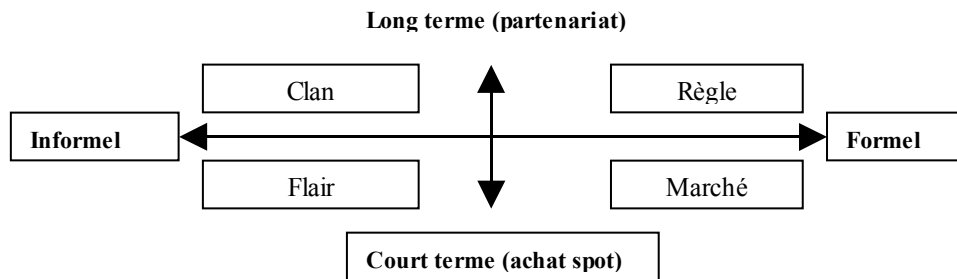 Long terme (partenariat)
Clan
Règle
Informel
Formel
Flair
Marché
Court terme (achat spot)